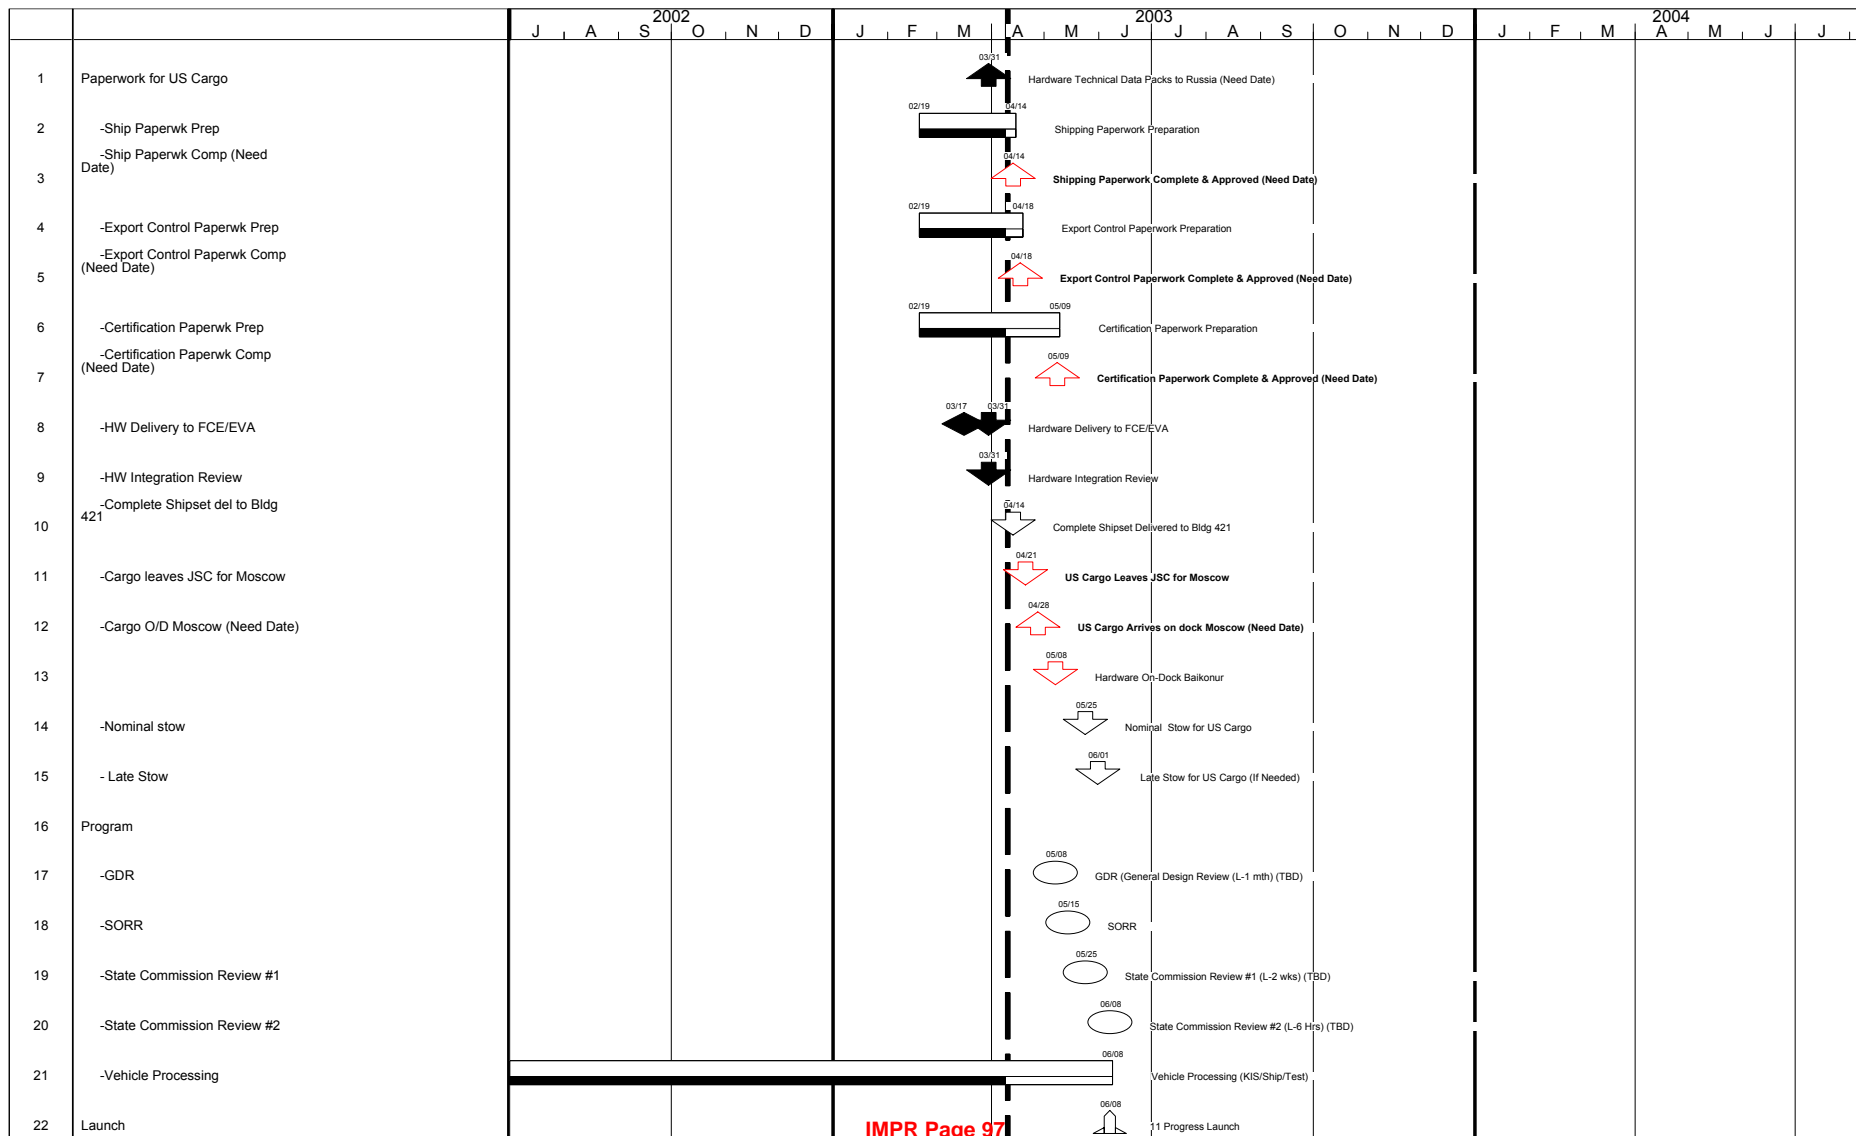 2002 2003 2004
J A S O N D J F M A M J J A S O N D J F M A M J J
03/31
1 Paperwork for US Cargo Hardware Technical Data Packs to Russia (Need Date)
02/19 04/14
2 -Ship Paperwk Prep Shipping Paperwork Preparation
-Ship Paperwk Comp (Need
Date)
04/14
3 Shipping Paperwork Complete & Approved (Need Date)
02/19 04/18
4 -Export Control Paperwk Prep Export Control Paperwork Preparation
-Export Control Paperwk Comp
(Need Date)
04/18
5 Export Control Paperwork Complete & Approved (Need Date)
02/19 05/09
6 -Certification Paperwk Prep Certification Paperwork Preparation
-Certification Paperwk Comp
(Need Date)
05/09
7 Certification Paperwork Complete & Approved (Need Date)
03/17 03/31
8 -HW Delivery to FCE/EVA Hardware Delivery to FCE/EVA
03/31
9 -HW Integration Review Hardware Integration Review
-Complete Shipset del to Bldg
421
04/14
10 Complete Shipset Delivered to Bldg 421
04/21
11 -Cargo leaves JSC for Moscow US Cargo Leaves JSC for Moscow
04/28
12 -Cargo O/D Moscow (Need Date) US Cargo Arrives on dock Moscow (Need Date)
05/08
13 Hardware On-Dock Baikonur
05/25
14 -Nominal stow Nominal Stow for US Cargo
06/01
15 - Late Stow Late Stow for US Cargo (If Needed)
16 Program
05/08
17 -GDR GDR (General Design Review (L-1 mth) (TBD)
05/15
18 -SORR SORR
05/25
19 -State Commission Review #1 State Commission Review #1 (L-2 wks) (TBD)
06/08
20 -State Commission Review #2 State Commission Review #2 (L-6 Hrs) (TBD)
06/08
21 -Vehicle Processing Vehicle Processing (KIS/Ship/Test)
06/08
22 Launch 11 Progress Launch
IMPR Page 97